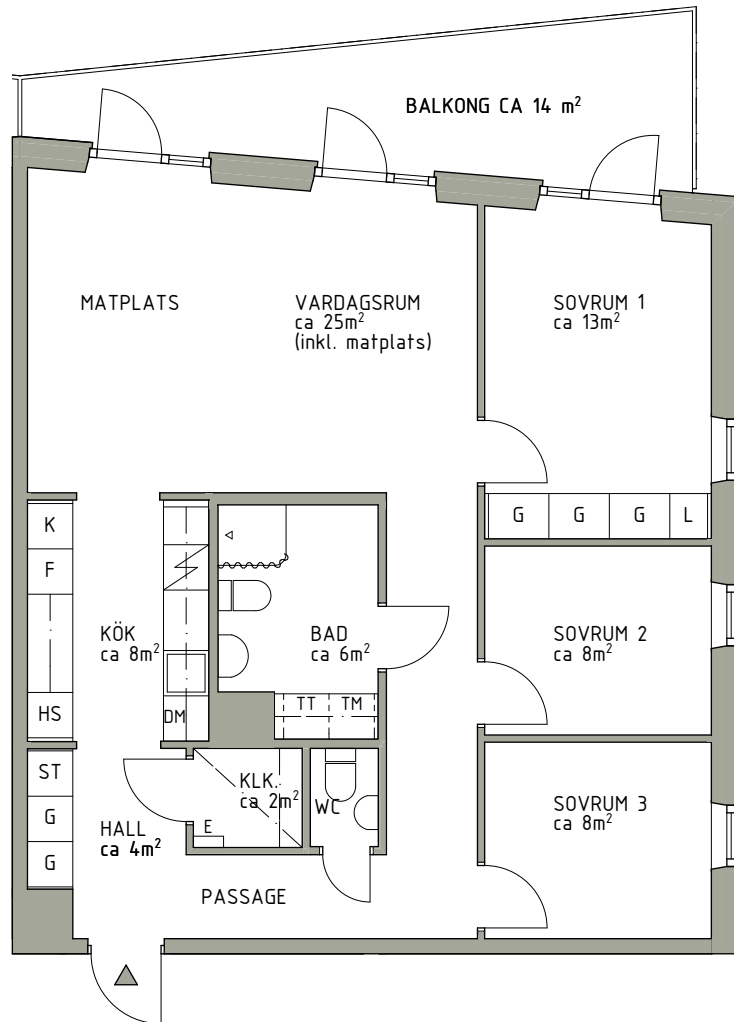 BALKONG CA 14 m²
MATPLATS
VARDAGSRUM
ca 25m²
(inkl. matplats)
SOVRUM 1
ca 13m²
G G G L
K
F
KÖK
ca 8m²
HS
DM
BAD
ca 6m²
TT TM
SOVRUM 2
ca 8m²
ST
G
G
HALL
ca 4m²
KLK.
ca 2m²
E
WC
SOVRUM 3
ca 8m²
PASSAGE